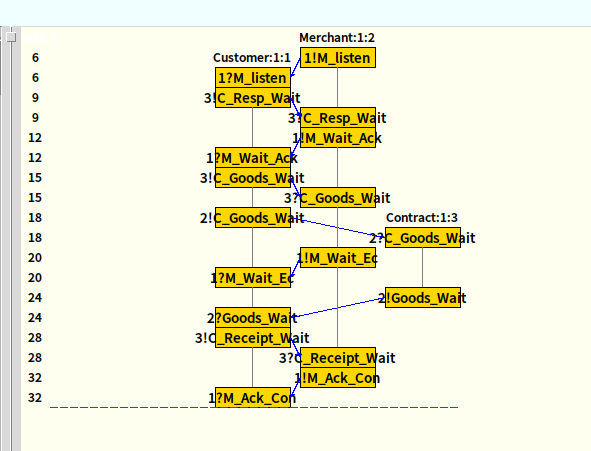 Merchant:1:2
6 Customer:1:1 1!M_listen
6 1?M_listen
9 3!C_Resp_Wait
9 3?C_Resp_Wait
12 1!M_Wait_Ack
12 1?M_Wait_Ack
15 3!C_Goods_Wait
15 3?C_Goods_Wait
18 2!C_Goods_Wait Contract:1:3
18 2?C_Goods_Wait
20 1!M_Wait_Ec
20 1?M_Wait_Ec
24 2!Goods_Wait
24 2?Goods_Wait
28 3!C_Receipt_Wait
28 3?C_Receipt_Wait
32 1!M_Ack_Con
32 1?M_Ack_Con